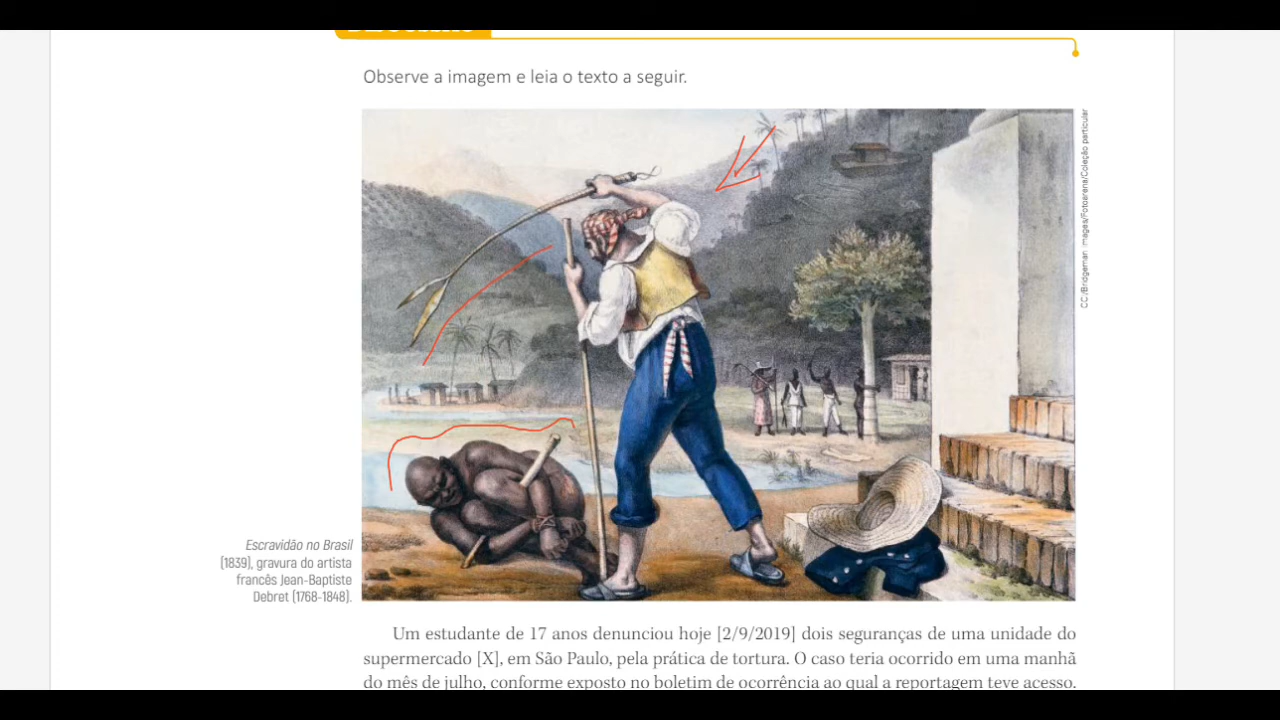 Observe a imagem e leia o texto a seguir.
CC./Bridgeman Images/Fotoarena/Coleção particular
Escravidão no Brasil
(1839), gravura do artista
francês Jean-Baptiste
Debret (1768-1848).
Um estudante de 17 anos denunciou hoje [2/9/2019] dois seguranças de uma unidade do
supermercado [X], em São Paulo, pela prática de tortura. O caso teria ocorrido em uma manhã
do mês de julho, conforme exposto no boletim de ocorrência ao qual a reportagem teve acesso.